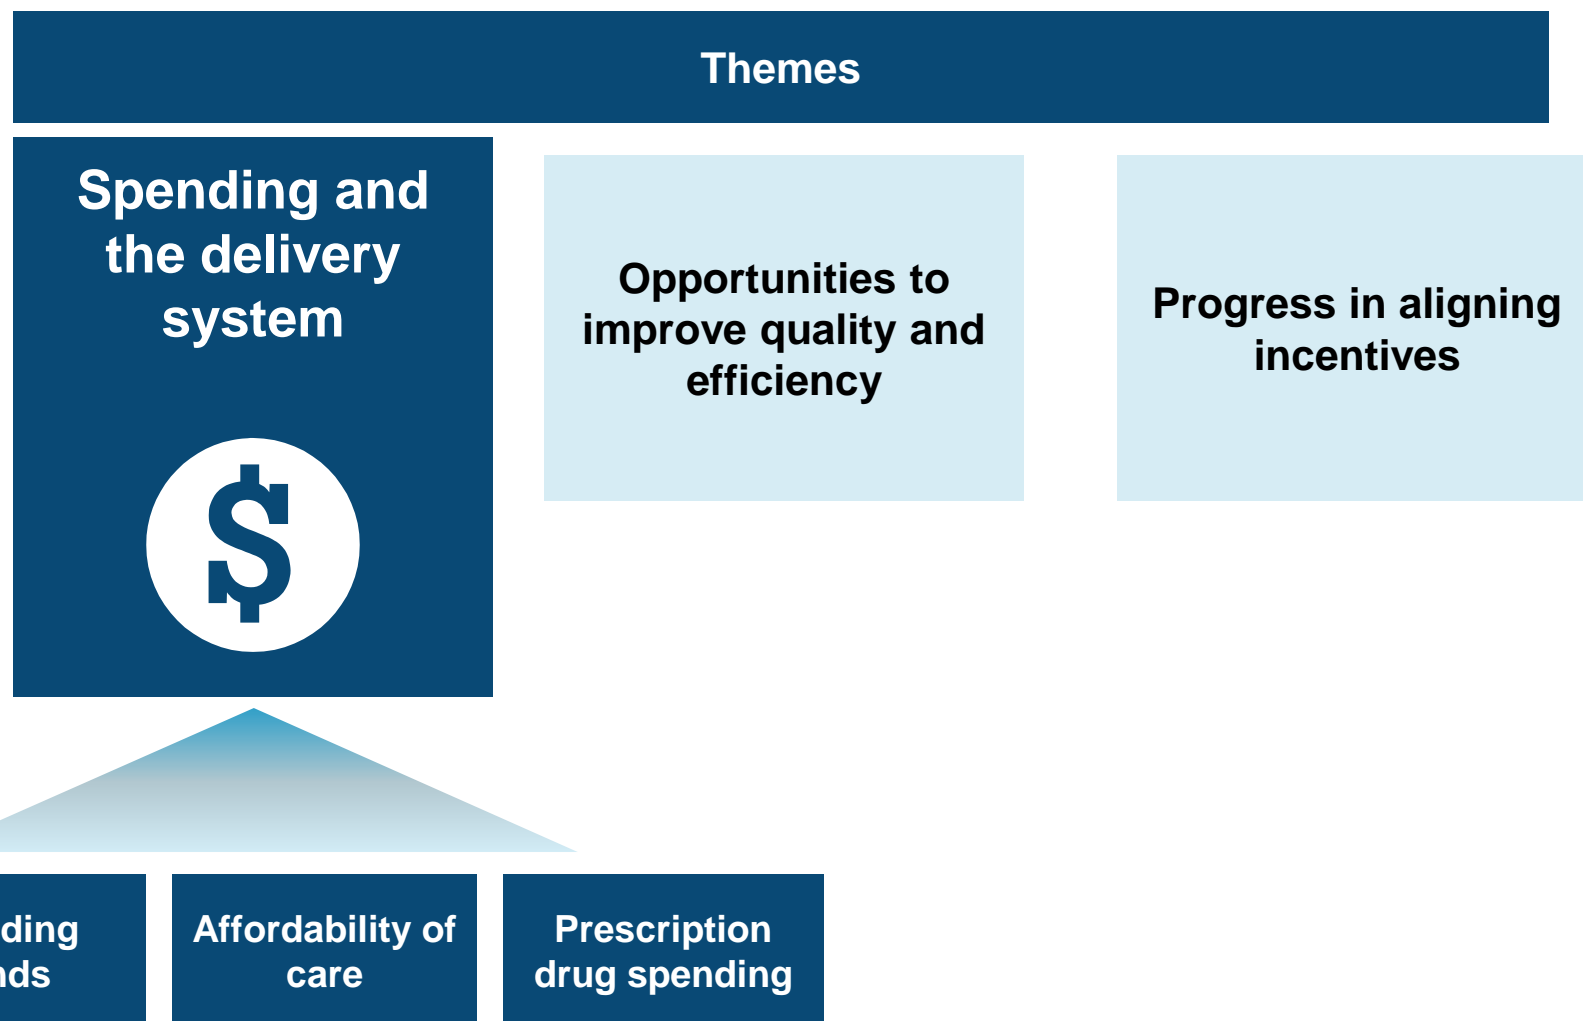 Themes
Spending and
the delivery
system
$
Opportunities to
improve quality and
efficiency
Progress in aligning
incentives
Affordability of
care
Prescription
drug spending